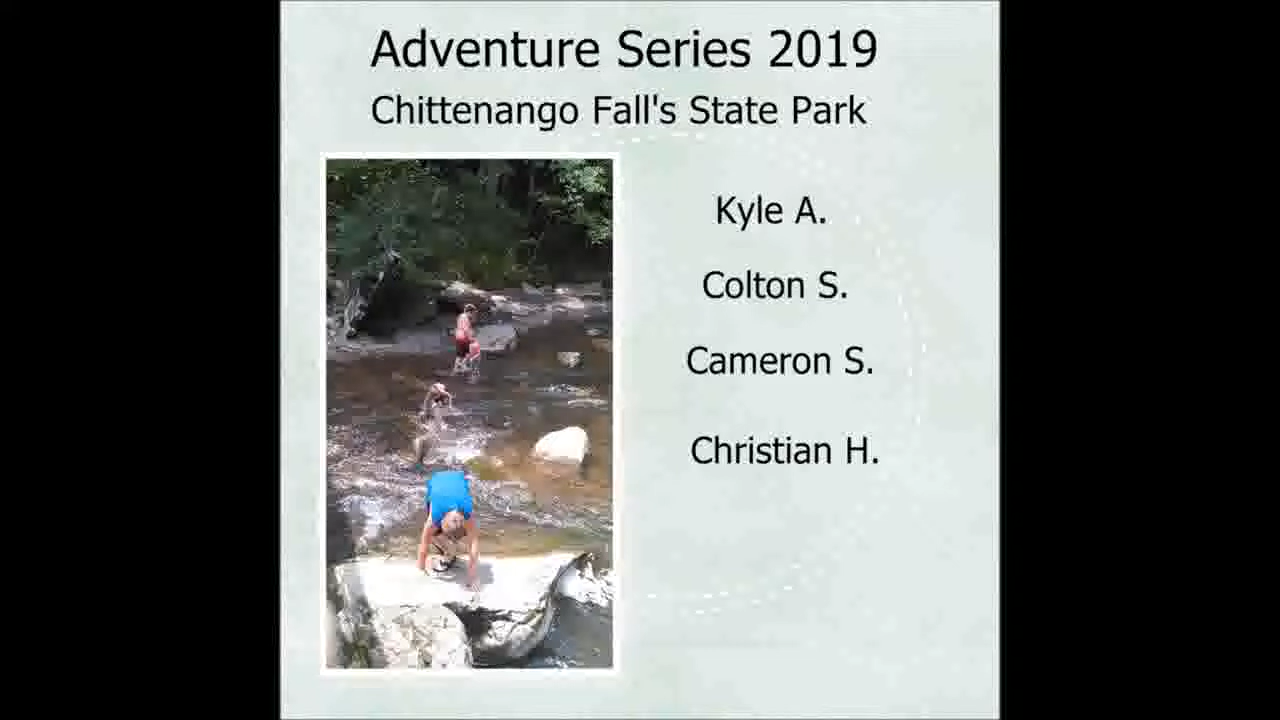 Adventure Series 2019
Chittenango Fall's State Park
Kyle A.
Colton S.
Cameron S.
Christian H.